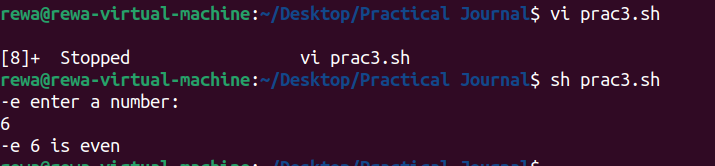 rewa@rewa-virtual-machine:~/Desktop/Practical Journal$ vi prac3.sh
[8]+  Stopped                 vi prac3.sh
rewa@rewa-virtual-machine:~/Desktop/Practical Journal$ sh prac3.sh
-e enter a number:
6
-e 6 is even